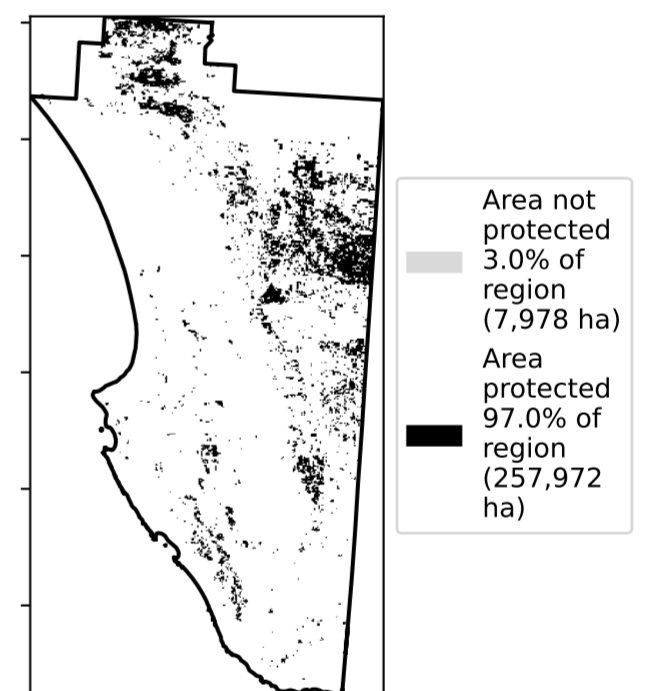 Area not
protected
3.0% of
region
(7,978 ha)
Area
protected
97.0% of
region
(257,972
ha)